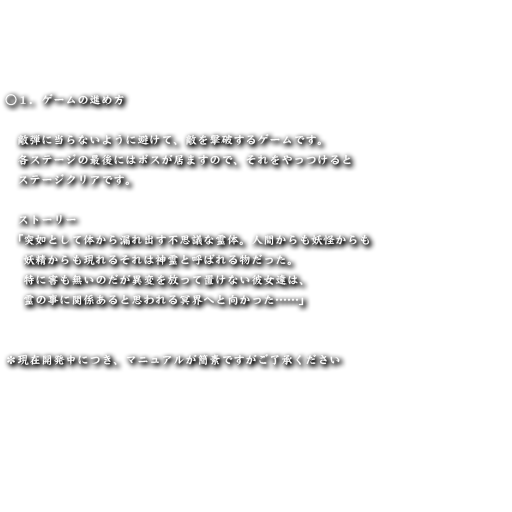 ○１．ゲームの進め方
敵弾に当らないように避けて、敵を撃破するゲームです。
各ステージの最後にはボスが居ますので、それをやっつけると
ステージクリアです。
ストーリー
「突如として体から漏れ出す不思議な霊体。人間からも妖怪からも
妖精からも現れるそれは神霊と呼ばれる物だった。
特に害も無いのだが異変を放って置けない彼女達は、
霊の事に関係あると思われる冥界へと向かった……」
※現在開発中につき、マニュアルが簡素ですがご了承ください